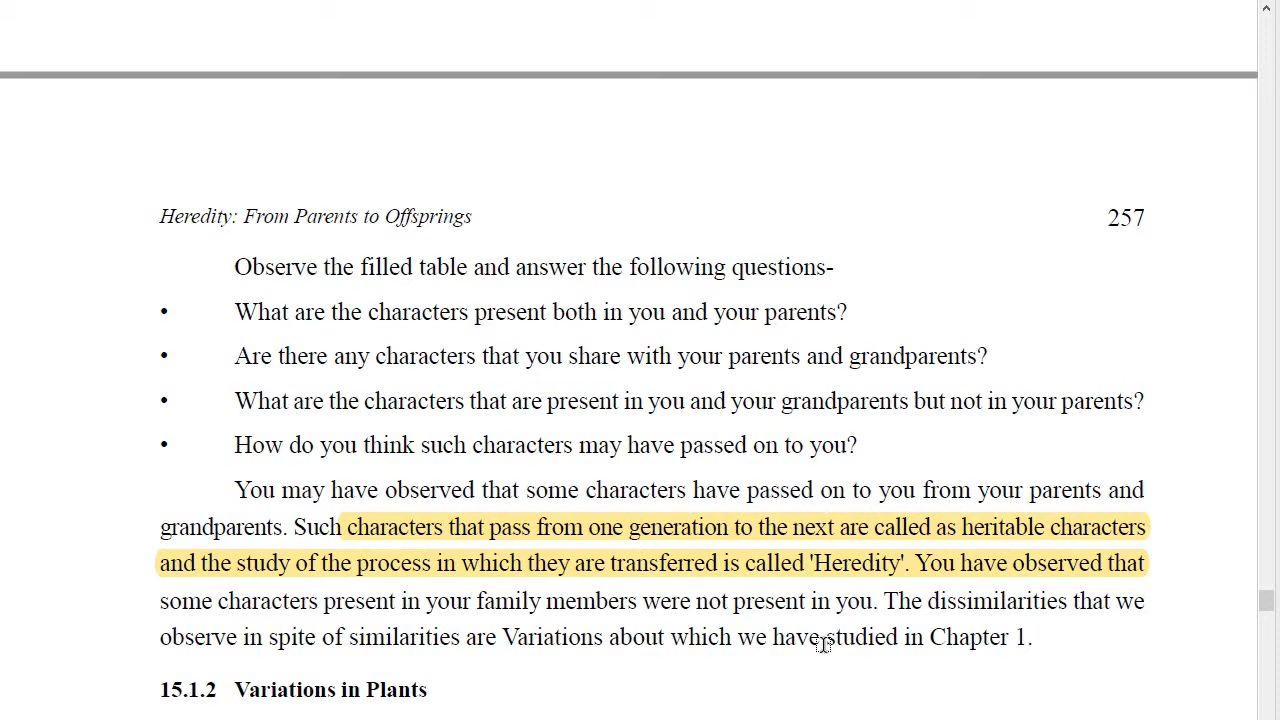 Heredity: From Parents to Offsprings 257
Observe the filled table and answer the following questions-
• What are the characters present both in you and your parents?
• Are there any characters that you share with your parents and grandparents?
• What are the characters that are present in you and your grandparents but not in your parents?
• How do you think such characters may have passed on to you?
You may have observed that some characters have passed on to you from your parents and
grandparents. Such characters that pass from one generation to the next are called as heritable characters
and the study of the process in which they are transferred is called 'Heredity'. You have observed that
some characters present in your family members were not present in you. The dissimilarities that we
observe in spite of similarities are Variations about which we have studied in Chapter 1.
15.1.2 Variations in Plants